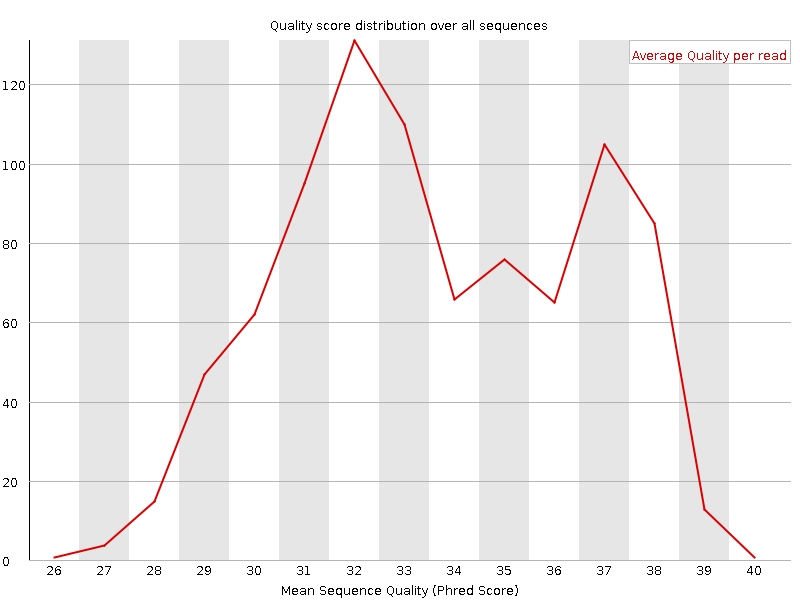 Quality score distribution over all sequences
Average Quality per read
120
100
80
60
40
20
0
26 27 28 29 30 31 32 33 34 35 36 37 38 39 40
Mean Sequence Quality (Phred Score)